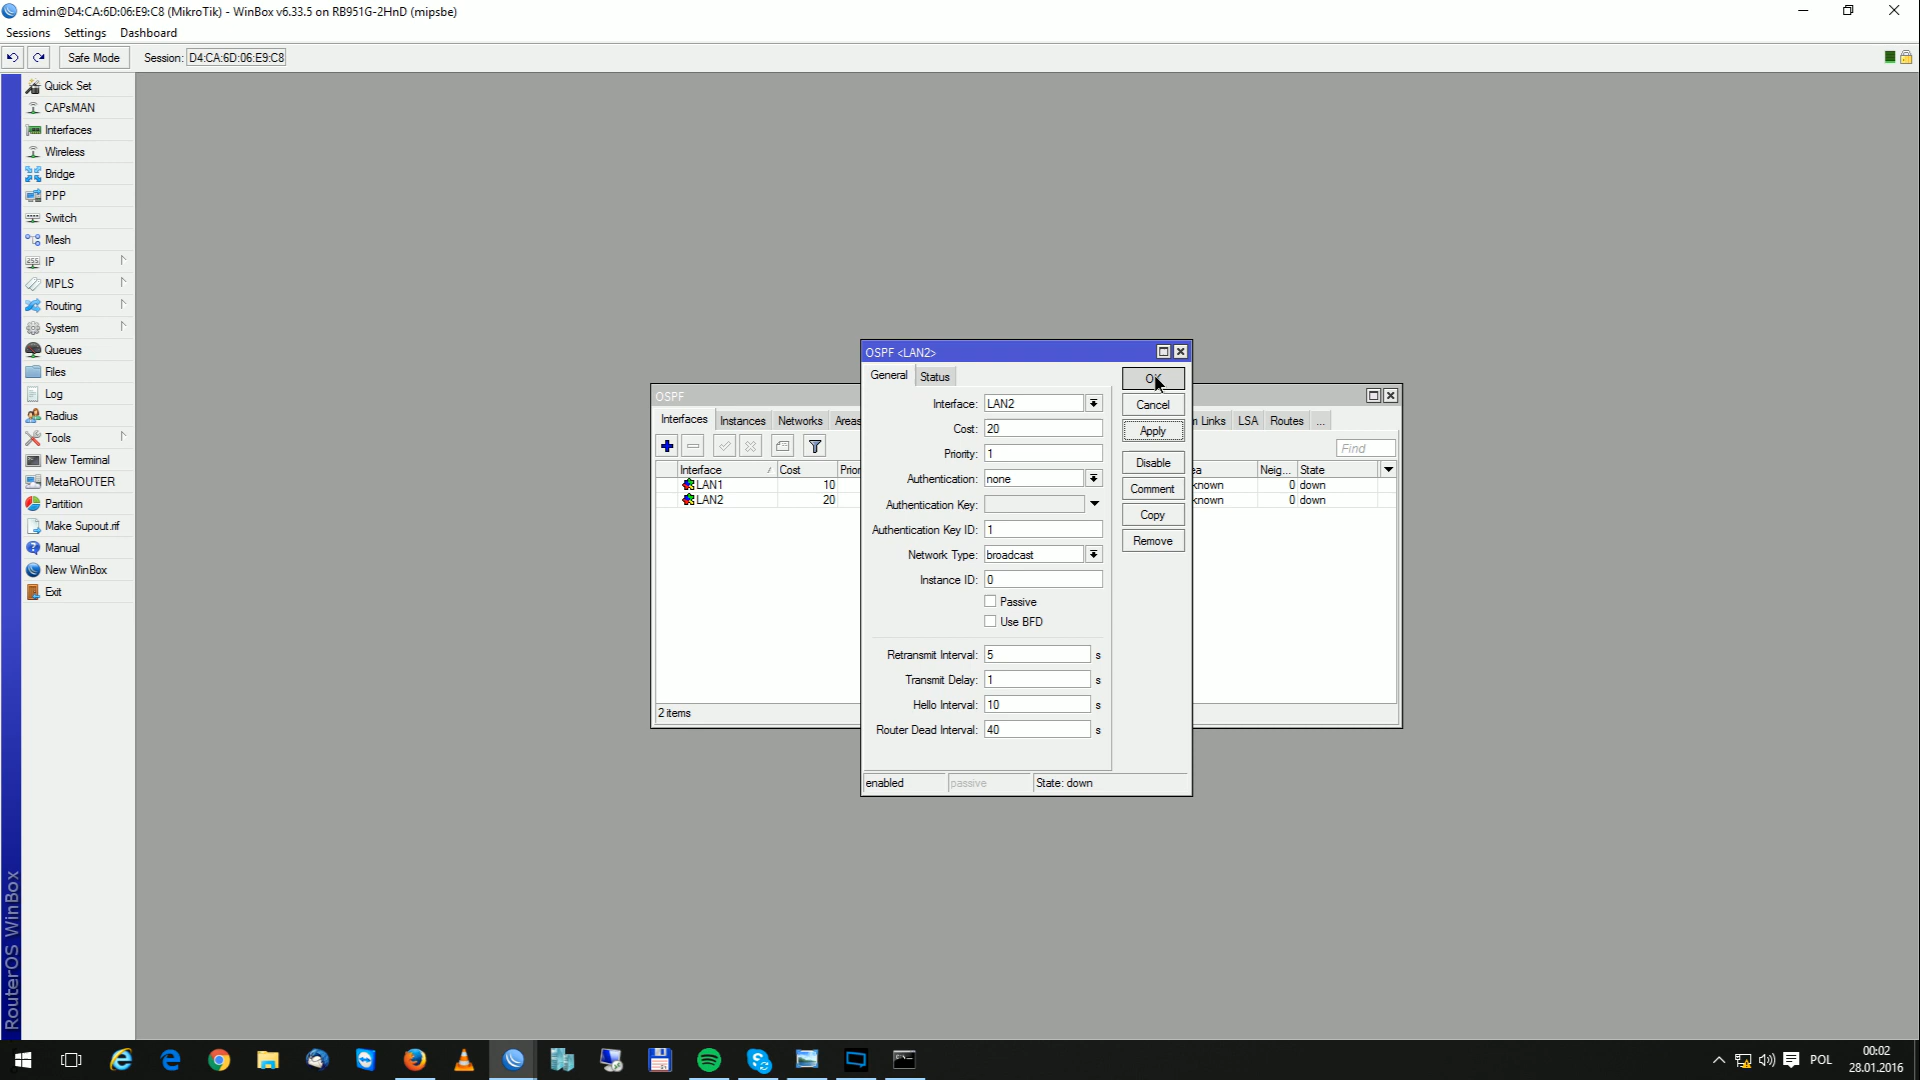 admin@D4:CA:6D:06:E9:C8 (MikroTik) - WinBox v6.33.5 on RB951G-2HnD (mipsbe)
Sessions Settings Dashboard
Safe Mode Session: D4:CA:6D:06:E9:C8
Quick Set
CAPsMAN
Interfaces
Wireless
Bridge
PPP
Switch
Mesh
IP
MPLS
Routing
System
Queues
Files
Log
Radius
Tools
New Terminal
MetaROUTER
Partition
Make Supout.rif
Manual
New WinBox
Exit
RouterOS WinBox
OSPF
Interfaces Instances Networks Areas Links LSA Routes ...
Find
Interface Cost Neig... State
LAN1 10 0 down
LAN2 20 0 down
2 items
OSPF <LAN2>
General Status
Interface: LAN2
Cost: 20
Priority: 1
Authentication: none
Authentication Key:
Authentication Key ID: 1
Network Type: broadcast
Instance ID: 0
Passive
Use BFD
Retransmit Interval: 5 s
Transmit Delay: 1 s
Hello Interval: 10 s
Router Dead Interval: 40 s
OK
Cancel
Apply
Disable
Comment
Copy
Remove
enabled passive State: down
POL
00:02
28.01.2016